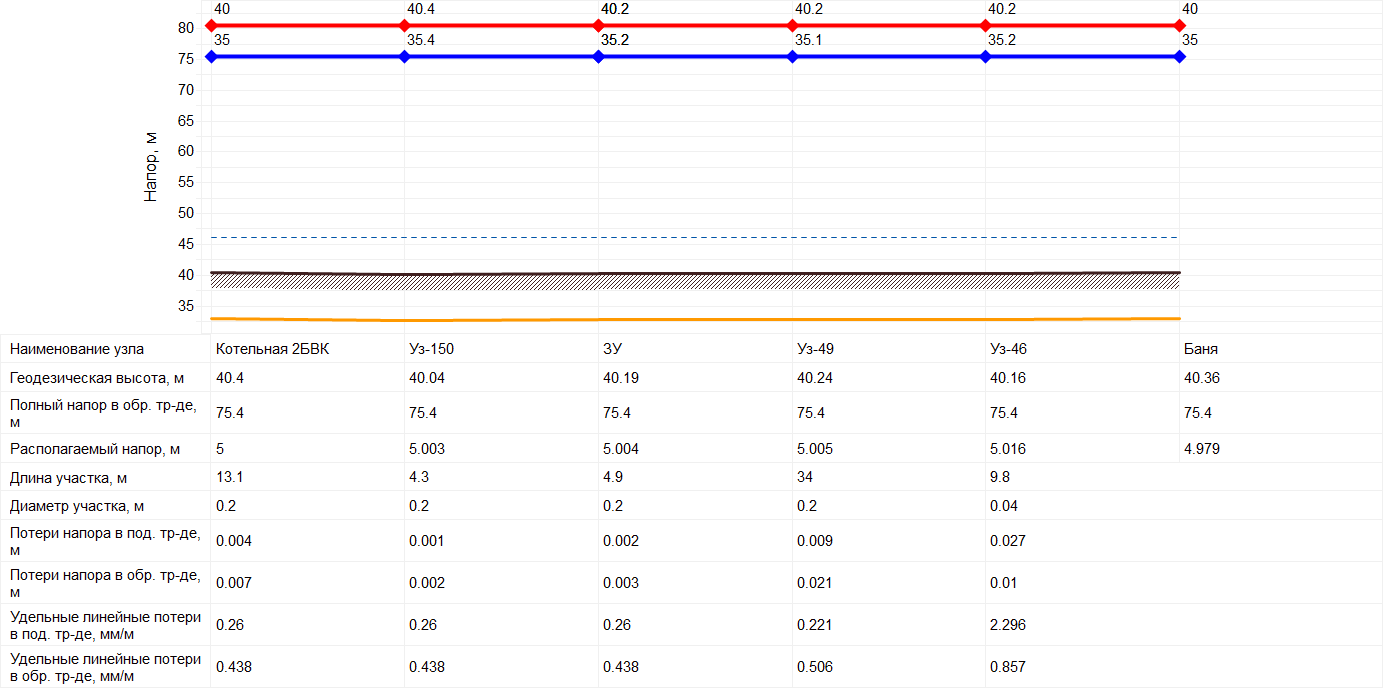 40 40.4 40.2 40.2 40.2 40
80
35 35.4 35.2 35.1 35.2 35
75
70
65
60
55
50
45
40
35
Напор, м
Наименование узла Котельная 2БВК Уз-150 ЗУ Уз-49 Уз-46 Баня
Геодезическая высота, м 40.4 40.04 40.19 40.24 40.16 40.36
Полный напор в обр. тр-де,
м 75.4 75.4 75.4 75.4 75.4 75.4
Располагаемый напор, м 5 5.003 5.004 5.005 5.016 4.979
Длина участка, м 13.1 4.3 4.9 34 9.8
Диаметр участка, м 0.2 0.2 0.2 0.2 0.04
Потери напора в под. тр-де,
м 0.004 0.001 0.002 0.009 0.027
Потери напора в обр. тр-де,
м 0.007 0.002 0.003 0.021 0.01
Удельные линейные потери
в под. тр-де, мм/м 0.26 0.26 0.26 0.221 2.296
Удельные линейные потери
в обр. тр-де, мм/м 0.438 0.438 0.438 0.506 0.857